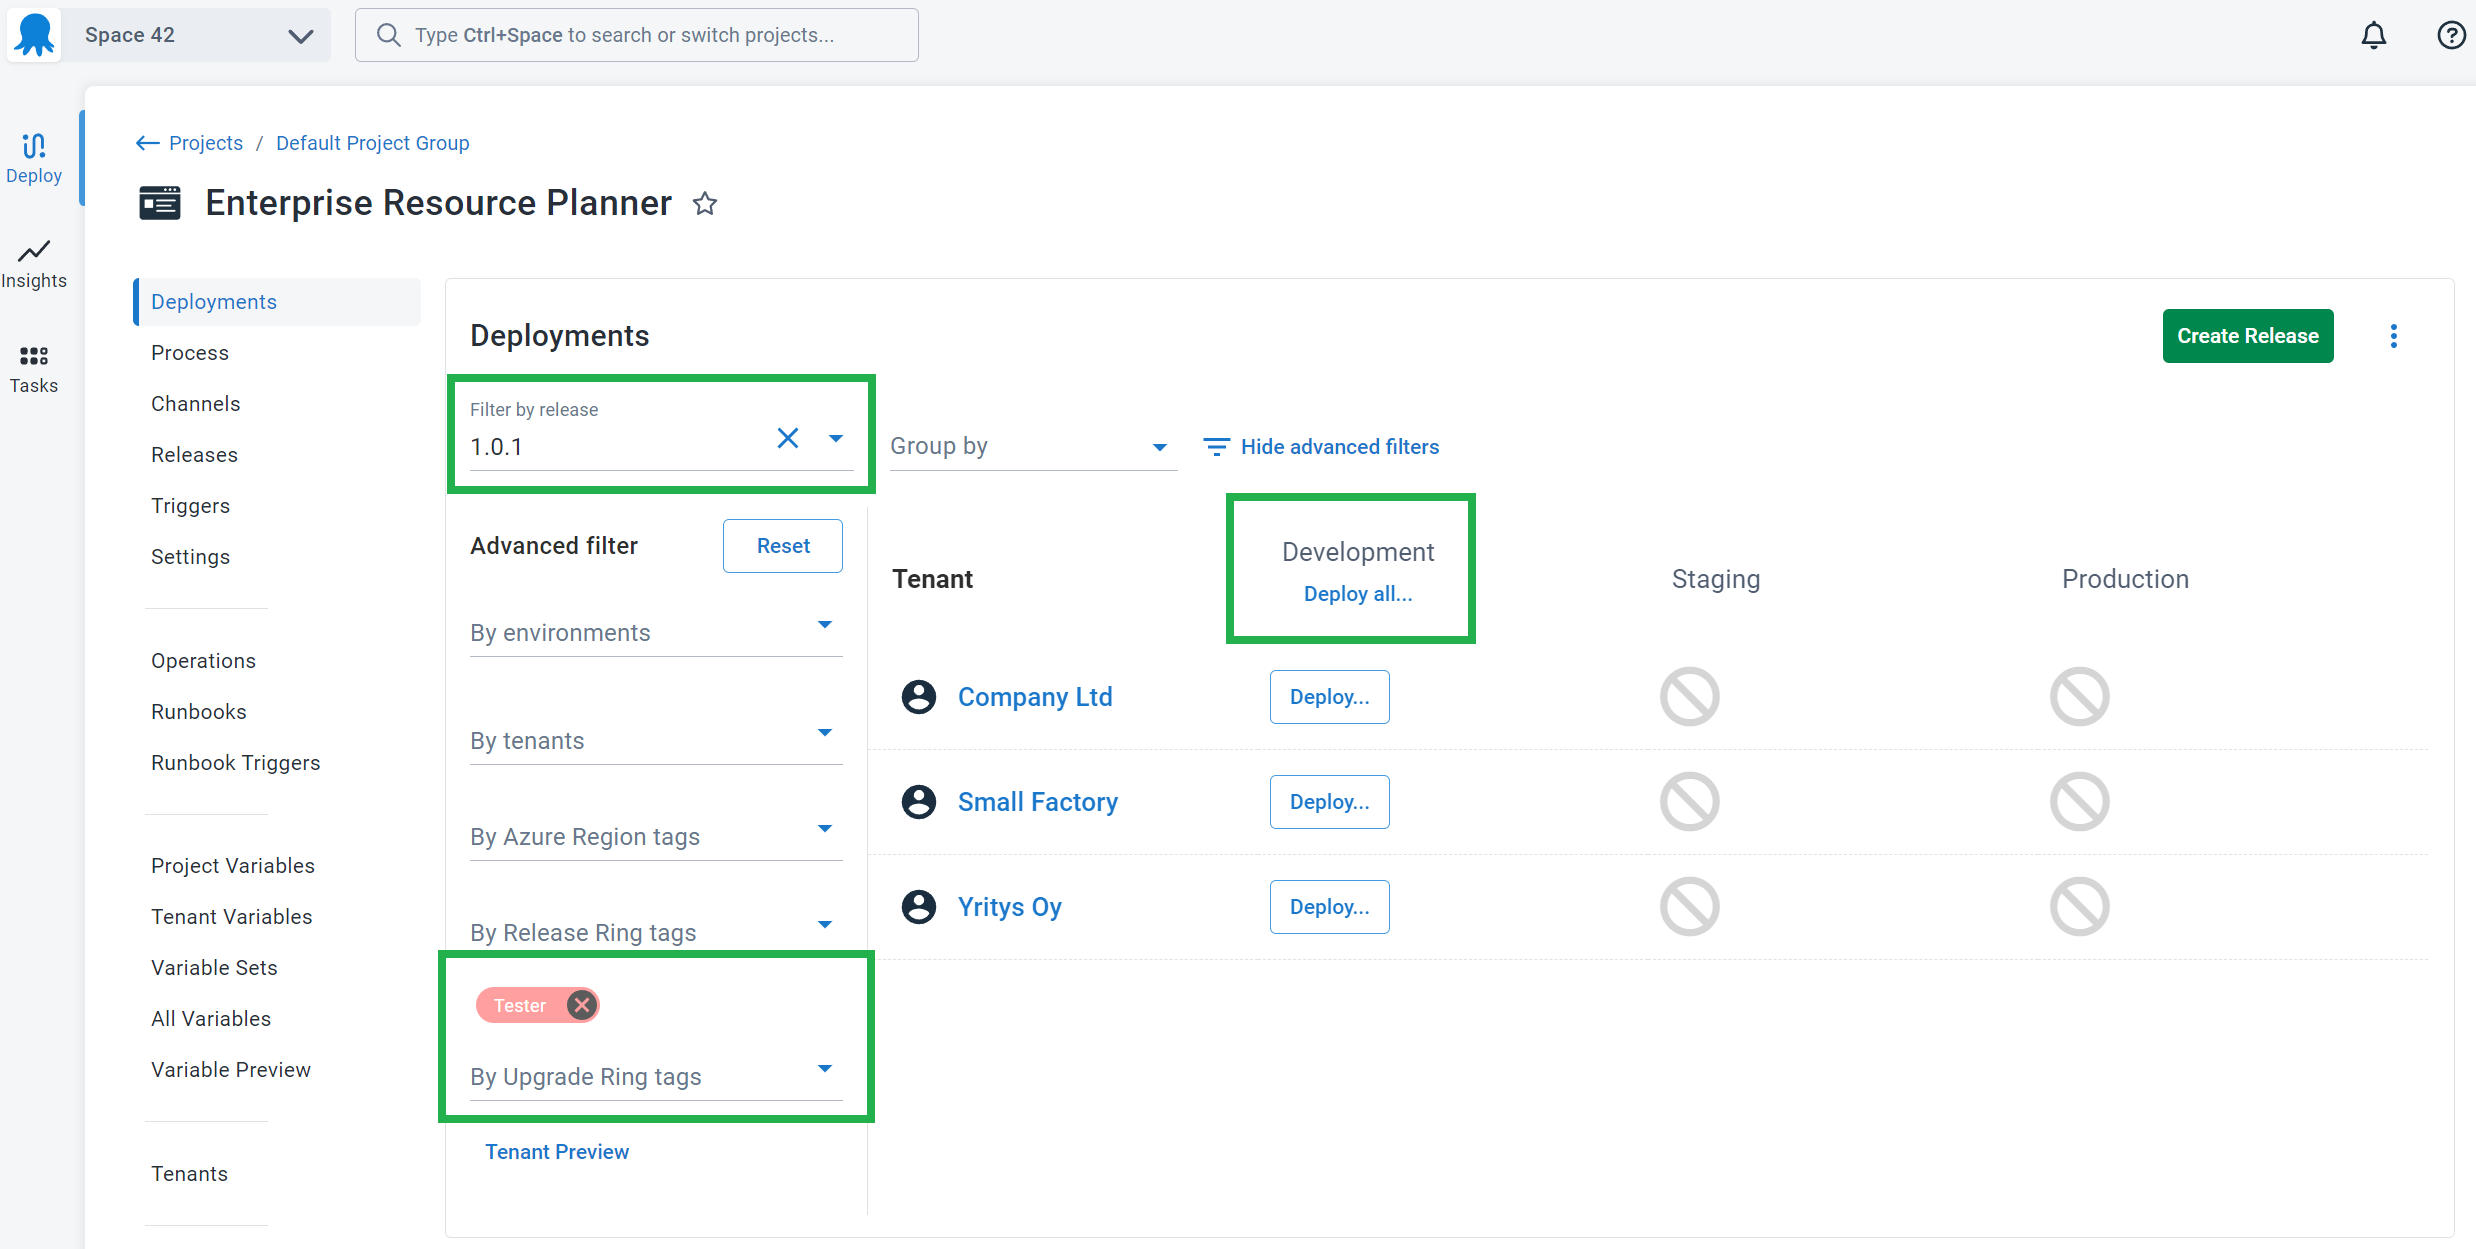 Space 42
Type Ctrl+Space to search or switch projects...
Deploy
Insights
Tasks
Projects / Default Project Group
Enterprise Resource Planner
Deployments
Process
Channels
Releases
Triggers
Settings
Operations
Runbooks
Runbook Triggers
Project Variables
Tenant Variables
Variable Sets
All Variables
Variable Preview
Tenants
Deployments
Create Release
Filter by release
1.0.1
Group by
Hide advanced filters
Advanced filter
Reset
By environments
By tenants
By Azure Region tags
By Release Ring tags
Tester
By Upgrade Ring tags
Tenant Preview
Tenant
Development
Deploy all...
Staging
Production
Company Ltd
Deploy...
Small Factory
Deploy...
Yritys Oy
Deploy...